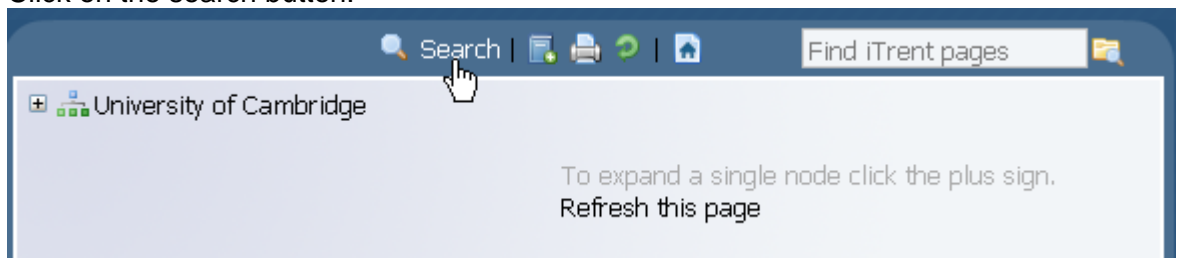 Click on the search button.
Search | | Find iTrent pages
University of Cambridge
To expand a single node click the plus sign.
Refresh this page